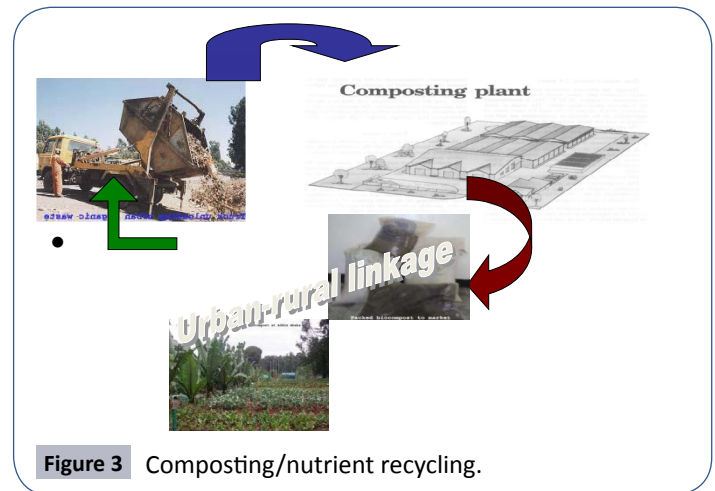 Composting plant
Urban-rural linkage
Packed biocompost to market
Figure 3 Composting/nutrient recycling.